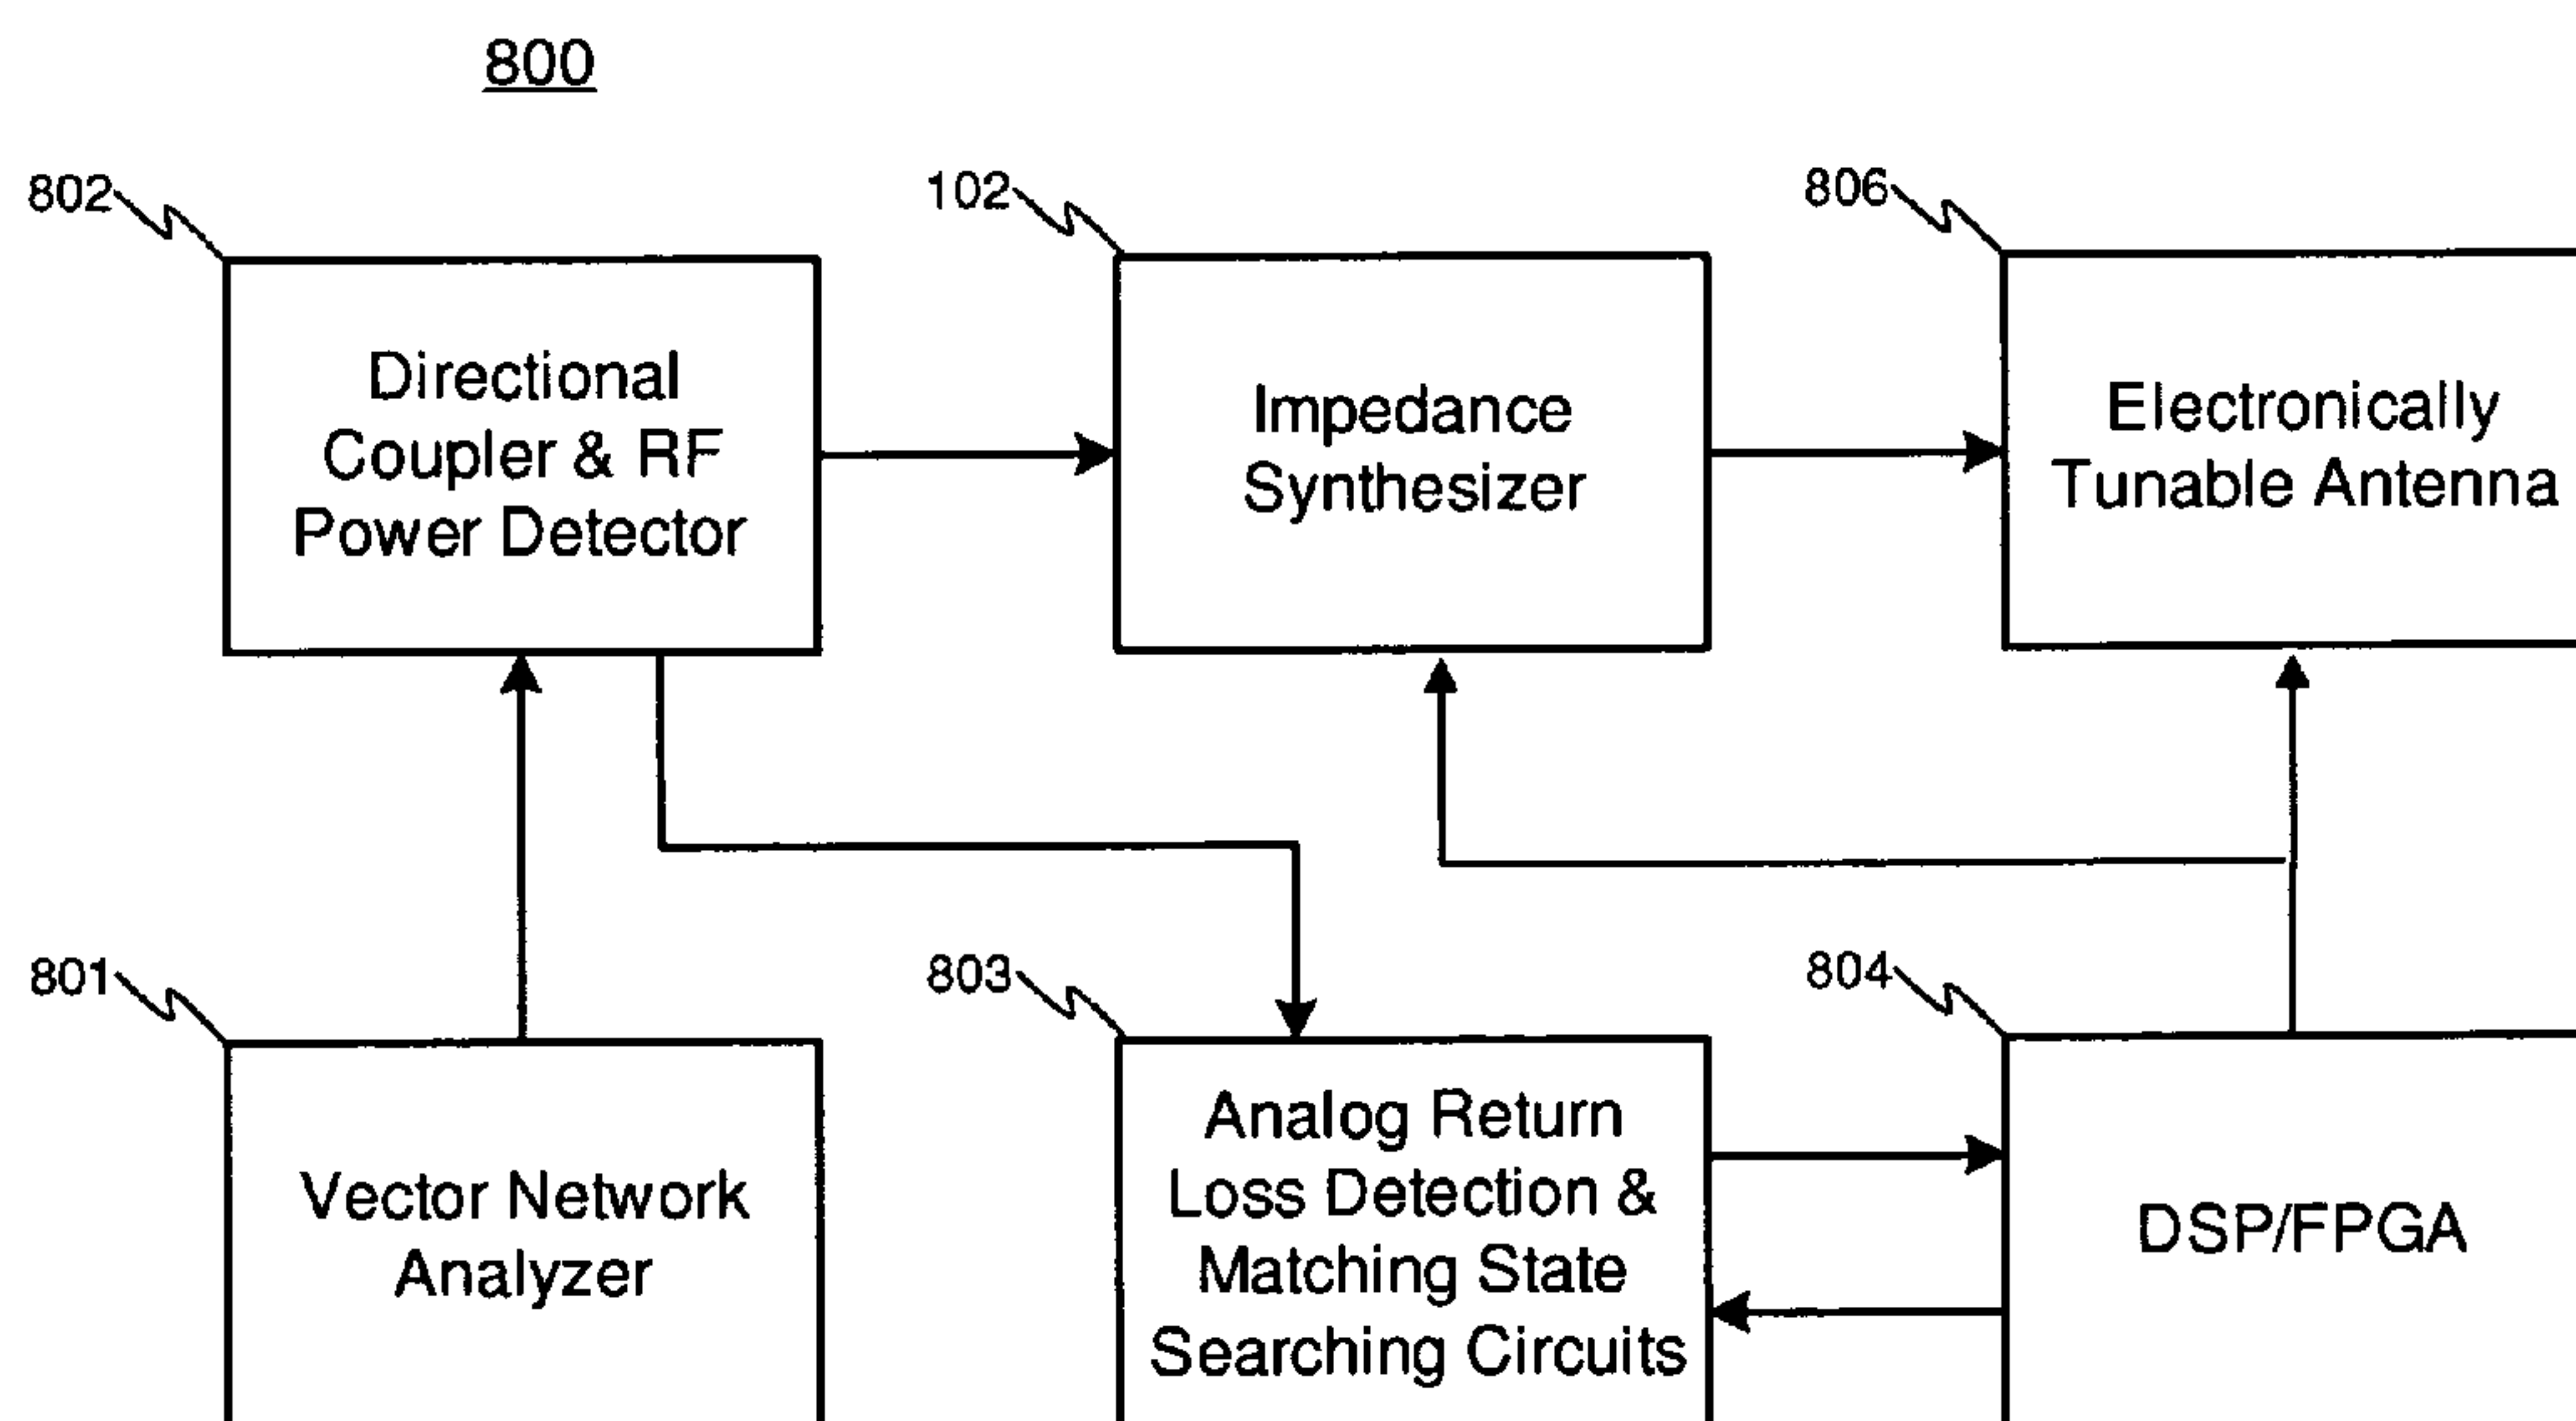 800
802
102
806
Directional
Coupler & RF
Power Detector
Impedance
Synthesizer
Electronically
Tunable Antenna
801
803
804
Vector Network
Analyzer
Analog Return
Loss Detection &
Matching State
Searching Circuits
DSP/FPGA